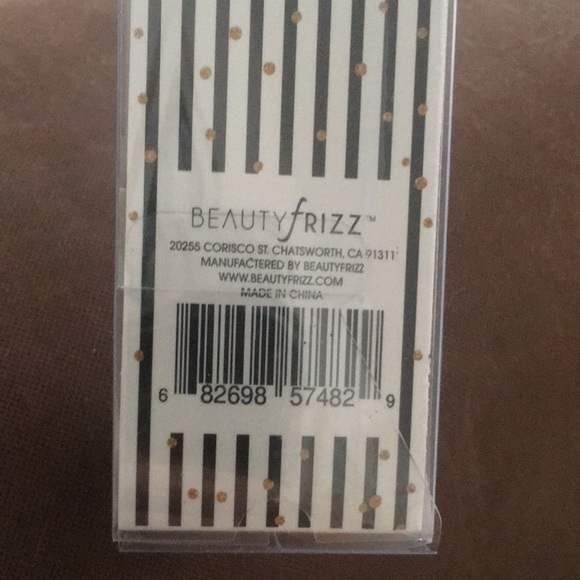 BEAUTYfRIZZ™
20255 CORISCO ST. CHATSWORTH, CA 91311
MANUFACTERED BY BEAUTYFRIZZ
WWW.BEAUTYFRIZZ.COM
MADE IN CHINA
6 82698 57482 9